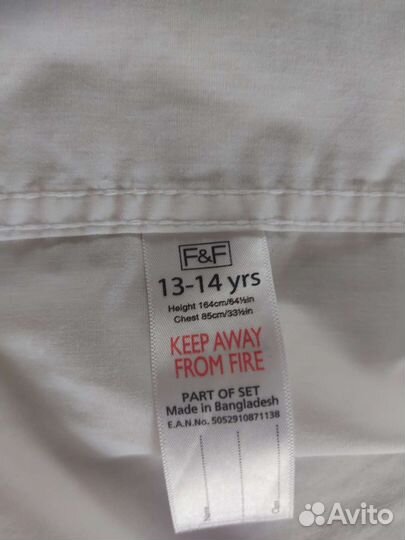 F&F
13-14 yrs
Height 164cm/64½in
Chest 85cm/33½in
KEEP AWAY
FROM FIRE
PART OF SET
Made in Bangladesh
E.A.N.No. 5052910871138
Avito